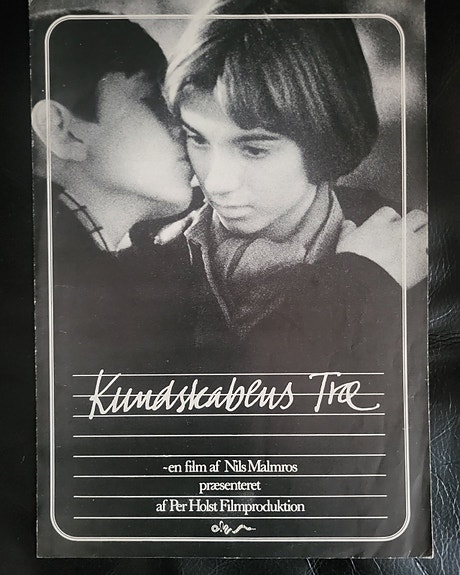 Kundskabens Træ
~en film af Nils Malmros
præsenteret
af Per Holst Filmproduktion